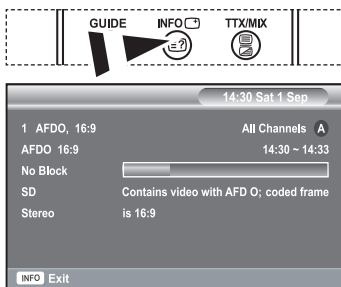 GUIDE INFO TTX/MIX
14:30 Sat 1 Sep
1 AFDO, 16:9 All Channels A
AFDO 16:9 14:30 ~ 14:33
No Block
SD Contains video with AFD O; coded frame
Stereo is 16:9
INFO Exit